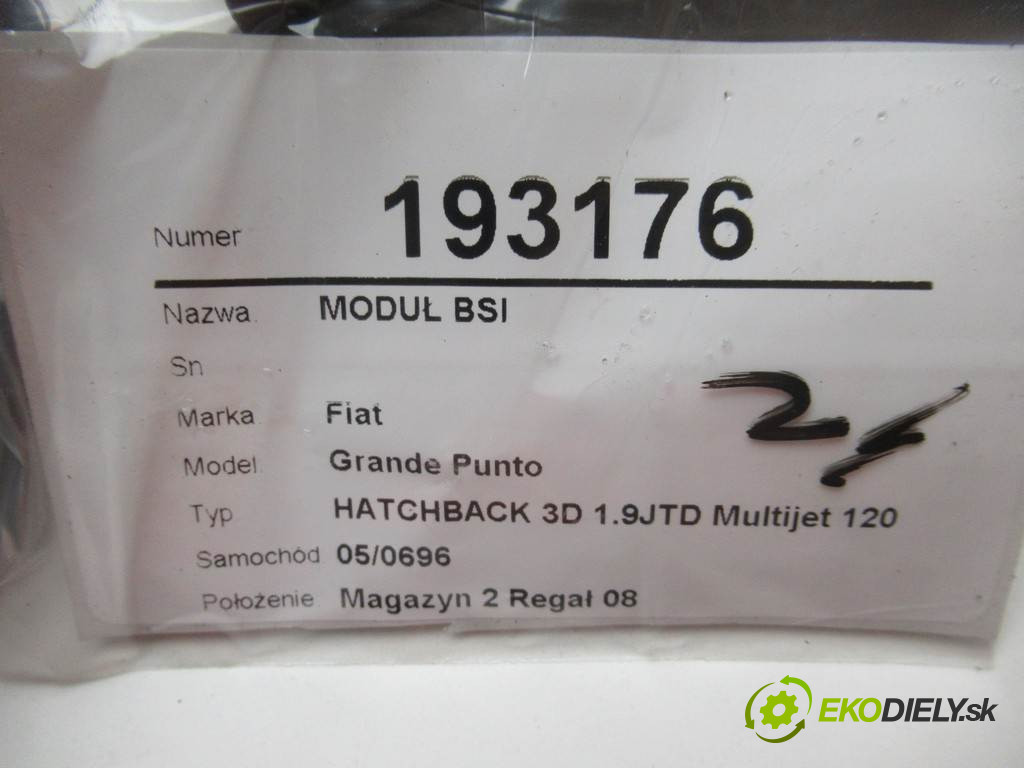 Numer 193176
Nazwa MODUŁ BSI
Sn
Marka Fiat
Model Grande Punto
Typ HATCHBACK 3D 1.9JTD Multijet 120
Samochód 05/0696
Położenie Magazyn 2 Regał 08
EKODIELY.sk